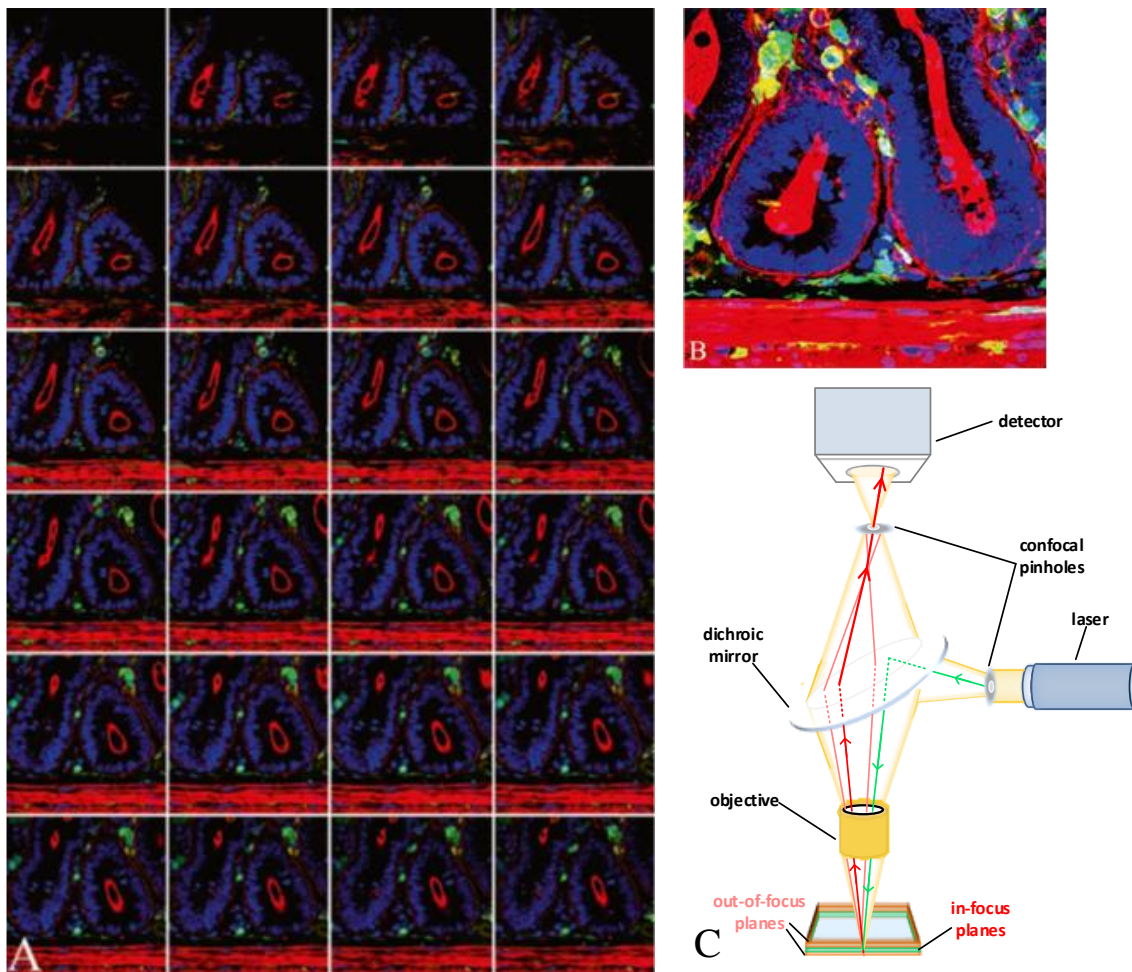 A
B
detector
confocal
pinholes
laser
dichroic
mirror
objective
out-of-focus
planes
in-focus
planes
C